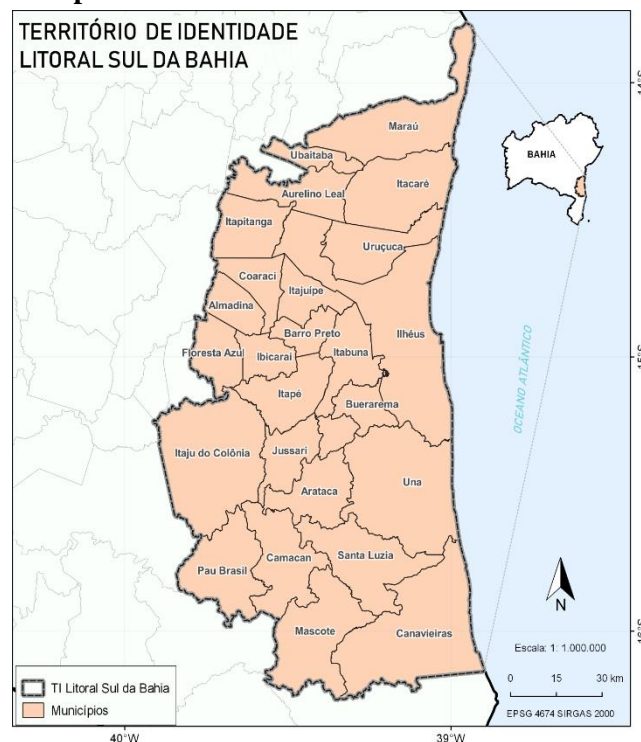 TERRITÓRIO DE IDENTIDADE
LITORAL SUL DA BAHIA
14°S
Maraú
BAHIA
Ubaitaba
Itacaré
Aurelino Leal
Itapitanga
Uruçuca
Coaraci
Itajuípe
Almadina
Barro Preto
Ilhéus
Floresta Azul
Ibicaraí
Itabuna
15°S
OCEANO ATLÂNTICO
Itapé
Buerarema
Itaju do Colônia
Jussari
Una
Arataca
Santa Luzia
Camacan
Pau Brasil
N
Mascote
Canavieiras
16°S
Escala: 1: 1.000.000
TI Litoral Sul da Bahia
0 15 30 km
Municípios
EPSG 4674 SIRGAS 2000
40°W
39°W